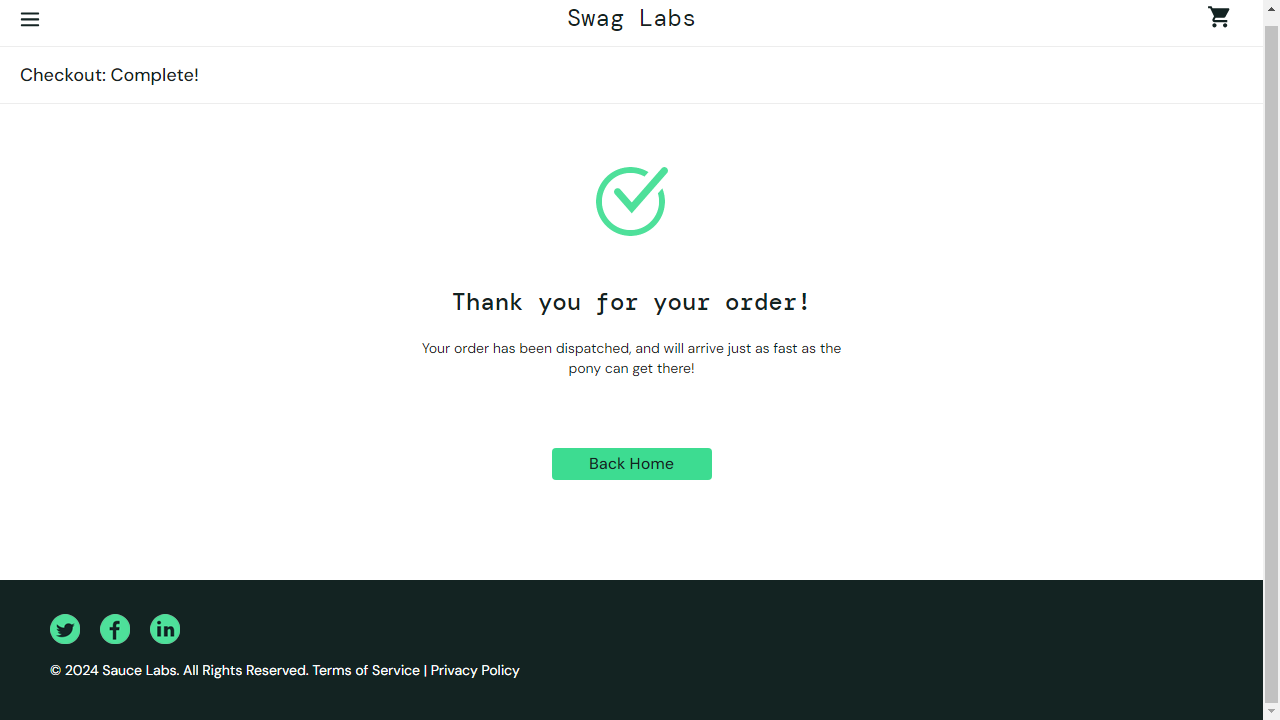 Swag Labs
Checkout: Complete!
Thank you for your order!
Your order has been dispatched, and will arrive just as fast as the
pony can get there!
Back Home
© 2024 Sauce Labs. All Rights Reserved. Terms of Service | Privacy Policy